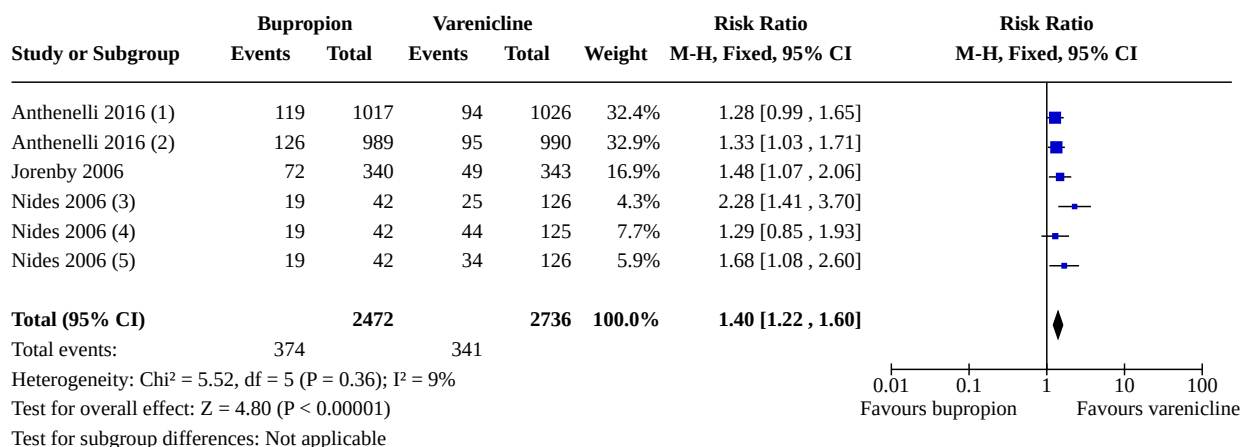 Bupropion Varenicline Risk Ratio Risk Ratio
Study or Subgroup Events Total Events Total Weight M-H, Fixed, 95% CI M-H, Fixed, 95% CI
Anthenelli 2016 (1) 119 1017 94 1026 32.4% 1.28 [0.99 , 1.65]
Anthenelli 2016 (2) 126 989 95 990 32.9% 1.33 [1.03 , 1.71]
Jorenby 2006 72 340 49 343 16.9% 1.48 [1.07 , 2.06]
Nides 2006 (3) 19 42 25 126 4.3% 2.28 [1.41 , 3.70]
Nides 2006 (4) 19 42 44 125 7.7% 1.29 [0.85 , 1.93]
Nides 2006 (5) 19 42 34 126 5.9% 1.68 [1.08 , 2.60]
Total (95% CI) 2472 2736 100.0% 1.40 [1.22 , 1.60]
Total events: 374 341
Heterogeneity: Chi² = 5.52, df = 5 (P = 0.36); I² = 9%
0.01 0.1 1 10 100
Test for overall effect: Z = 4.80 (P < 0.00001) Favours bupropion Favours varenicline
Test for subgroup differences: Not applicable